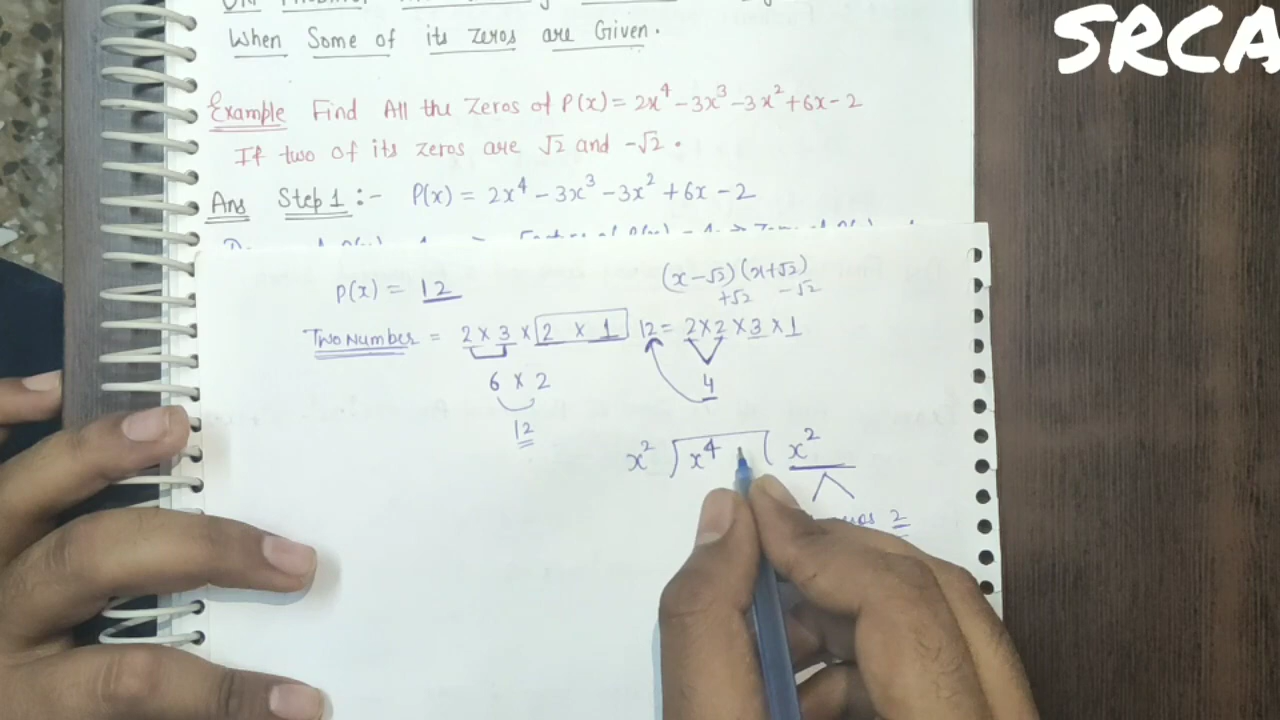 SRCA
When Some of its Zeros are Given.
Example Find All the Zeros of P(x) = 2x⁴ - 3x³ - 3x² + 6x - 2
If two of its zeros are √2 and -√2.
Ans Step 1 :- P(x) = 2x⁴ - 3x³ - 3x² + 6x - 2
(x - √2) (x + √2)
P(x) = 12
+√2 -√2
Two Number = 2 × 3 × 2 × 1 12 = 2 × 2 × 3 × 1
6 × 2
4
12
x² x⁴ x²
2